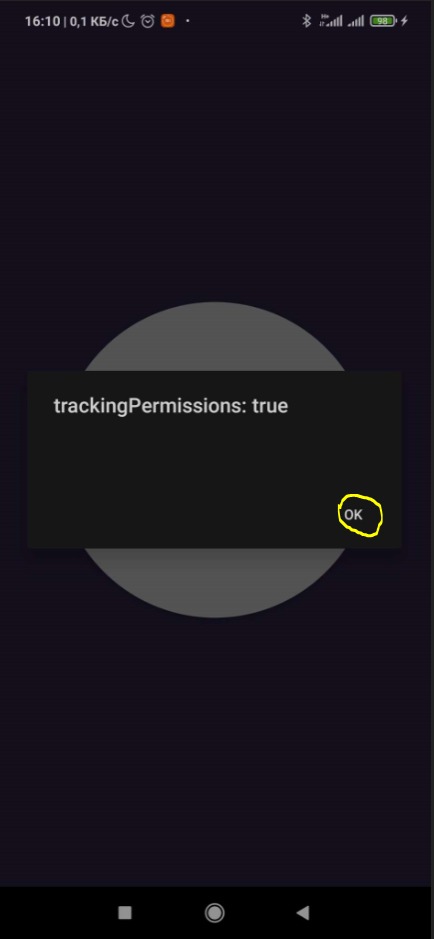 16:10 | 0,1 КБ/с
98
trackingPermissions: true
OK